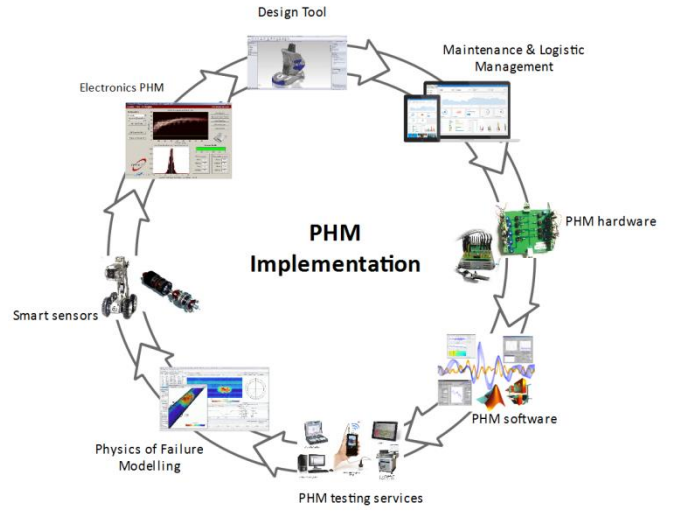 Design Tool
Maintenance & Logistic
Management
Electronics PHM
PHM hardware
PHM
Implementation
Smart sensors
PHM software
Physics of Failure
Modelling
PHM testing services